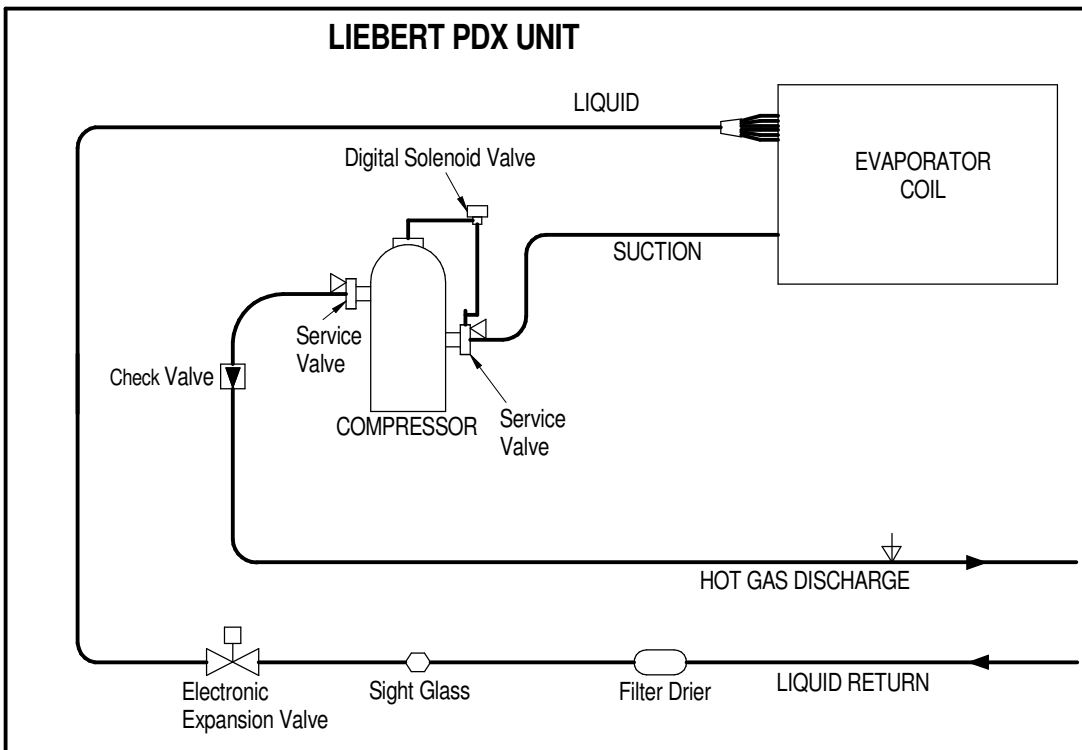 LIEBERT PDX UNIT
LIQUID
Digital Solenoid Valve
EVAPORATOR
COIL
SUCTION
Service
Valve
Check Valve
COMPRESSOR
Service
Valve
HOT GAS DISCHARGE
Electronic
Expansion Valve
Sight Glass
Filter Drier
LIQUID RETURN